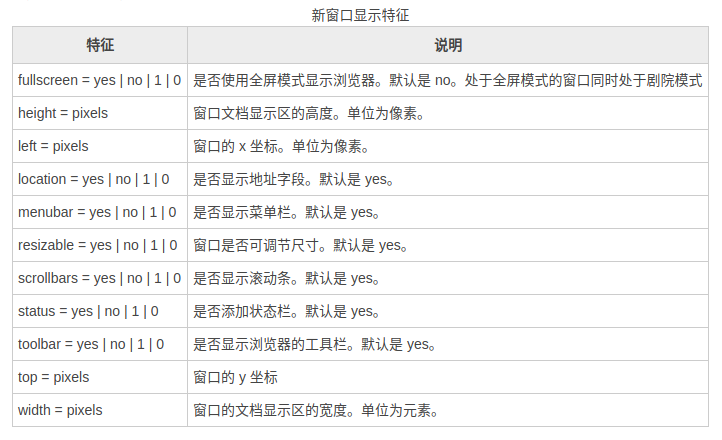 新窗口显示特征
特征 说明
fullscreen = yes | no | 1 | 0 是否使用全屏模式显示浏览器。默认是 no。处于全屏模式的窗口同时处于剧院模式
height = pixels 窗口文档显示区的高度。单位为像素。
left = pixels 窗口的 x 坐标。单位为像素。
location = yes | no | 1 | 0 是否显示地址字段。默认是 yes。
menubar = yes | no | 1 | 0 是否显示菜单栏。默认是 yes。
resizable = yes | no | 1 | 0 窗口是否可调节尺寸。默认是 yes。
scrollbars = yes | no | 1 | 0 是否显示滚动条。默认是 yes。
status = yes | no | 1 | 0 是否添加状态栏。默认是 yes。
toolbar = yes | no | 1 | 0 是否显示浏览器的工具栏。默认是 yes。
top = pixels 窗口的 y 坐标
width = pixels 窗口的文档显示区的宽度。单位为元素。